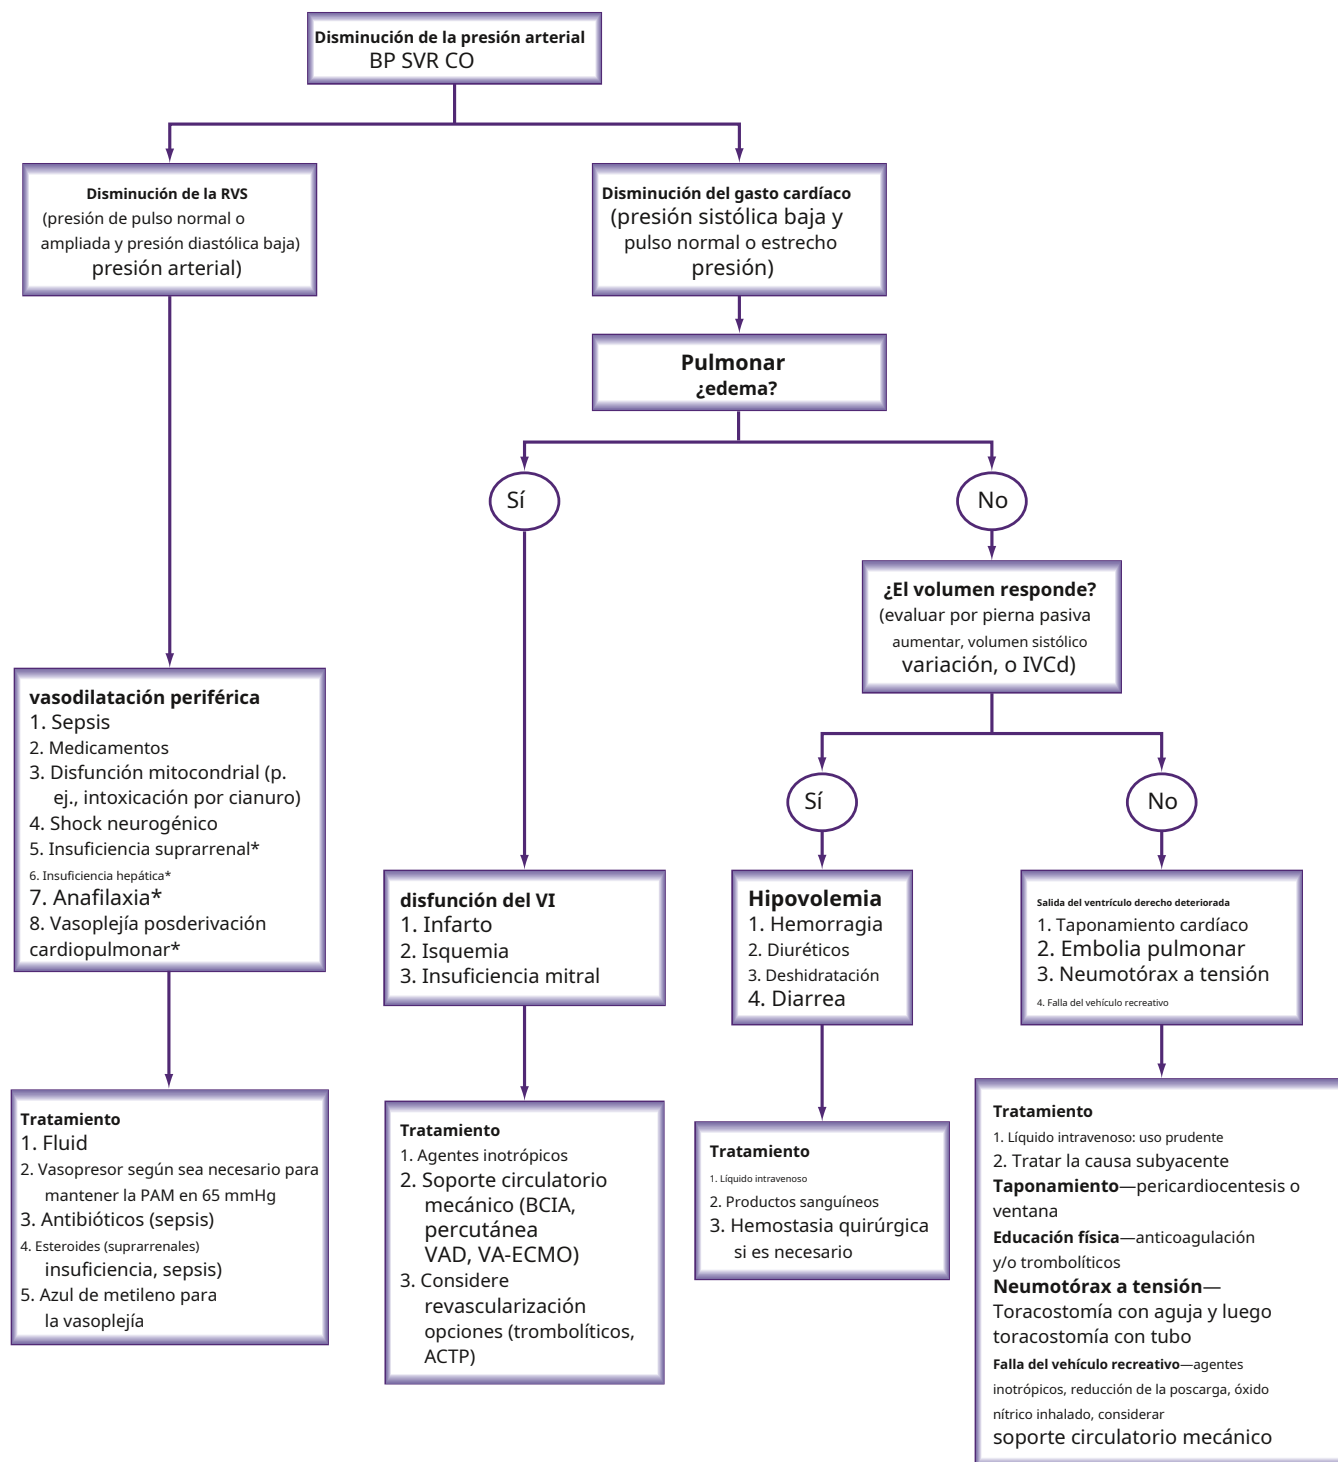 Disminución de la presión arterial
BP SVR CO
Disminución de la RVS
(presión de pulso normal o
ampliada y presión diastólica baja)
presión arterial)
Disminución del gasto cardíaco
(presión sistólica baja y
pulso normal o estrecho
presión)
Pulmonar
¿edema?
Sí
No
¿El volumen responde?
(evaluar por pierna pasiva
aumentar, volumen sistólico
variación, o IVCd)
Sí
No
vasodilatación periférica
1. Sepsis
2. Medicamentos
3. Disfunción mitocondrial (p.
ej., intoxicación por cianuro)
4. Shock neurogénico
5. Insuficiencia suprarrenal*
6. Insuficiencia hepática*
7. Anafilaxia*
8. Vasoplejía posderivación
cardiopulmonar*
disfunción del VI
1. Infarto
2. Isquemia
3. Insuficiencia mitral
Hipovolemia
1. Hemorragia
2. Diuréticos
3. Deshidratación
4. Diarrea
Salida del ventrículo derecho deteriorada
1. Taponamiento cardíaco
2. Embolia pulmonar
3. Neumotórax a tensión
4. Falla del vehículo recreativo
Tratamiento
1. Fluid
2. Vasopresor según sea necesario para
mantener la PAM en 65 mmHg
3. Antibióticos (sepsis)
4. Esteroides (suprarrenales)
insuficiencia, sepsis)
5. Azul de metileno para
la vasoplejía
Tratamiento
1. Agentes inotrópicos
2. Soporte circulatorio
mecánico (BCIA,
percutánea
VAD, VA-ECMO)
3. Considere
revascularización
opciones (trombolíticos,
ACTP)
Tratamiento
1. Líquido intravenoso
2. Productos sanguíneos
3. Hemostasia quirúrgica
si es necesario
Tratamiento
1. Líquido intravenoso: uso prudente
2. Tratar la causa subyacente
Taponamiento—pericardiocentesis o
ventana
Educación física—anticoagulación
y/o trombolíticos
Neumotórax a tensión—
Toracostomía con aguja y luego
toracostomía con tubo
Falla del vehículo recreativo—agentes
inotrópicos, reducción de la poscarga, óxido
nítrico inhalado, considerar
soporte circulatorio mecánico